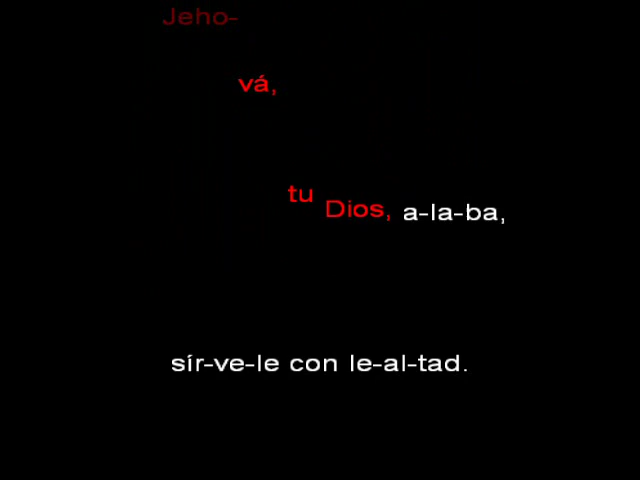 Jeho-
vá,
tu Dios, a-la-ba,
sír-ve-le con le-al-tad.